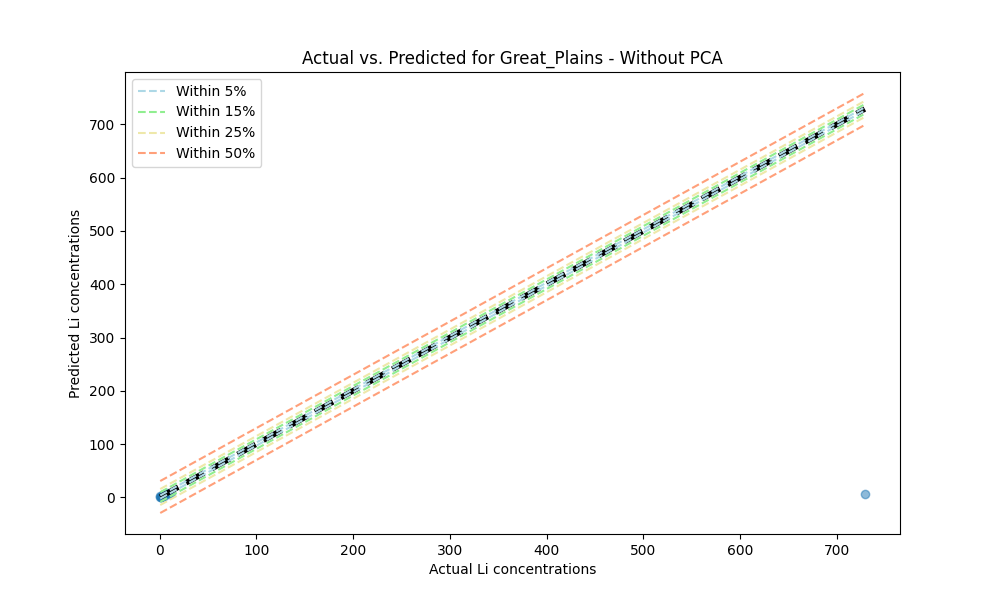 Actual vs. Predicted for Great_Plains - Without PCA
Within 5%
Within 15%
Within 25%
Within 50%
Predicted Li concentrations
700
600
500
400
300
200
100
0
0 100 200 300 400 500 600 700
Actual Li concentrations